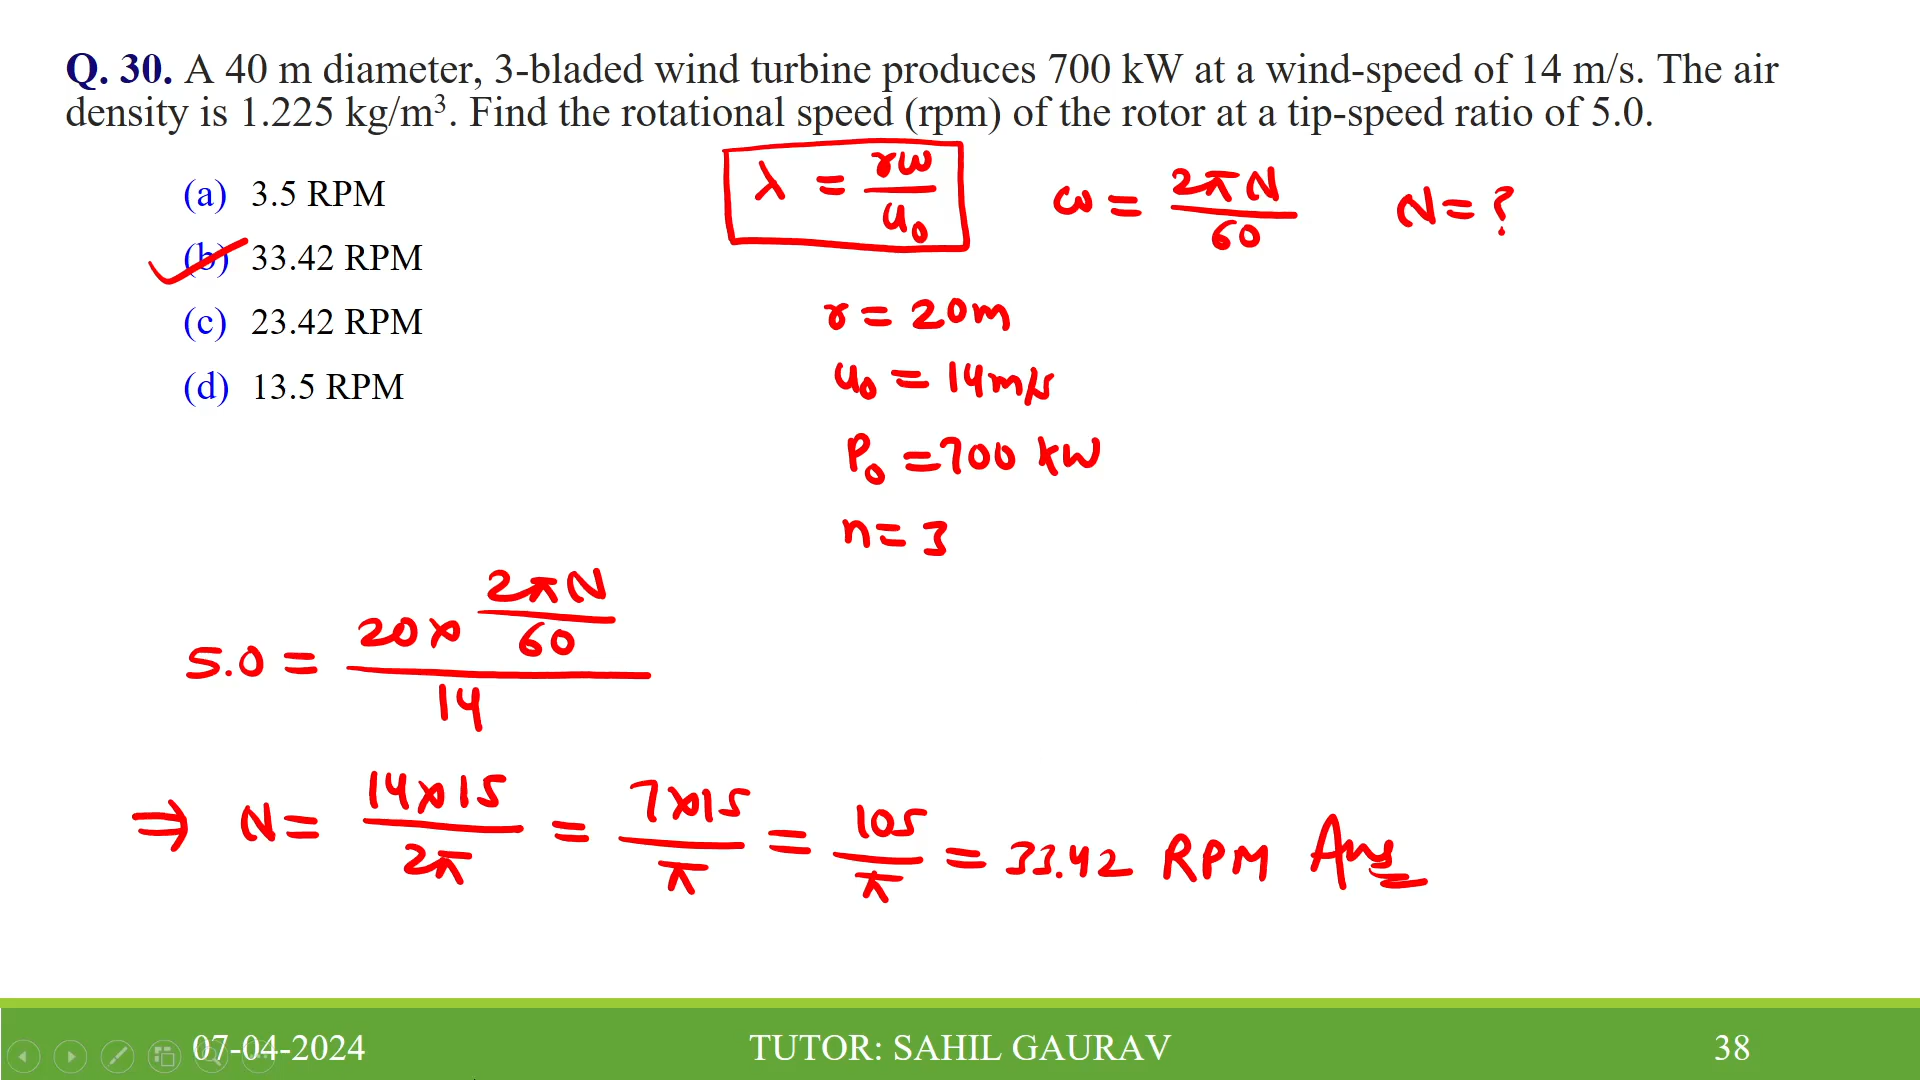 Q. 30. A 40 m diameter, 3-bladed wind turbine produces 700 kW at a wind-speed of 14 m/s. The air
density is 1.225 kg/m³. Find the rotational speed (rpm) of the rotor at a tip-speed ratio of 5.0.
λ = rω/u₀ ω = 2πN/60 N = ?
(a) 3.5 RPM
(b) 33.42 RPM
(c) 23.42 RPM
(d) 13.5 RPM
r = 20m
u₀ = 14m/s
P₀ = 700 kW
n = 3
5.0 = (20 × 2πN/60)/14
⇒ N = 14×15/2π = 7×15/π = 105/π = 33.42 RPM Ans
07-04-2024 TUTOR: SAHIL GAURAV 38